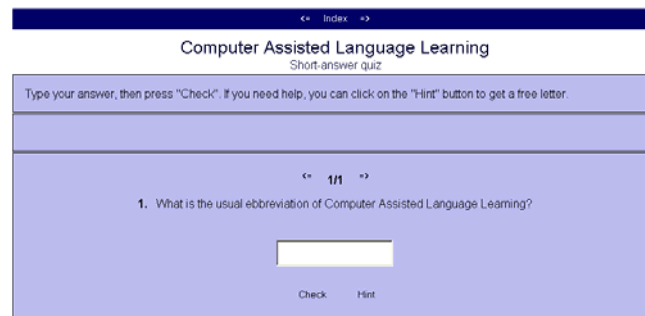 <= Index =>
Computer Assisted Language Learning
Short-answer quiz
Type your answer, then press "Check". If you need help, you can click on the "Hint" button to get a free letter.
<= 1/1 =>
1. What is the usual ebbreviation of Computer Assisted Language Learning?
Check Hint